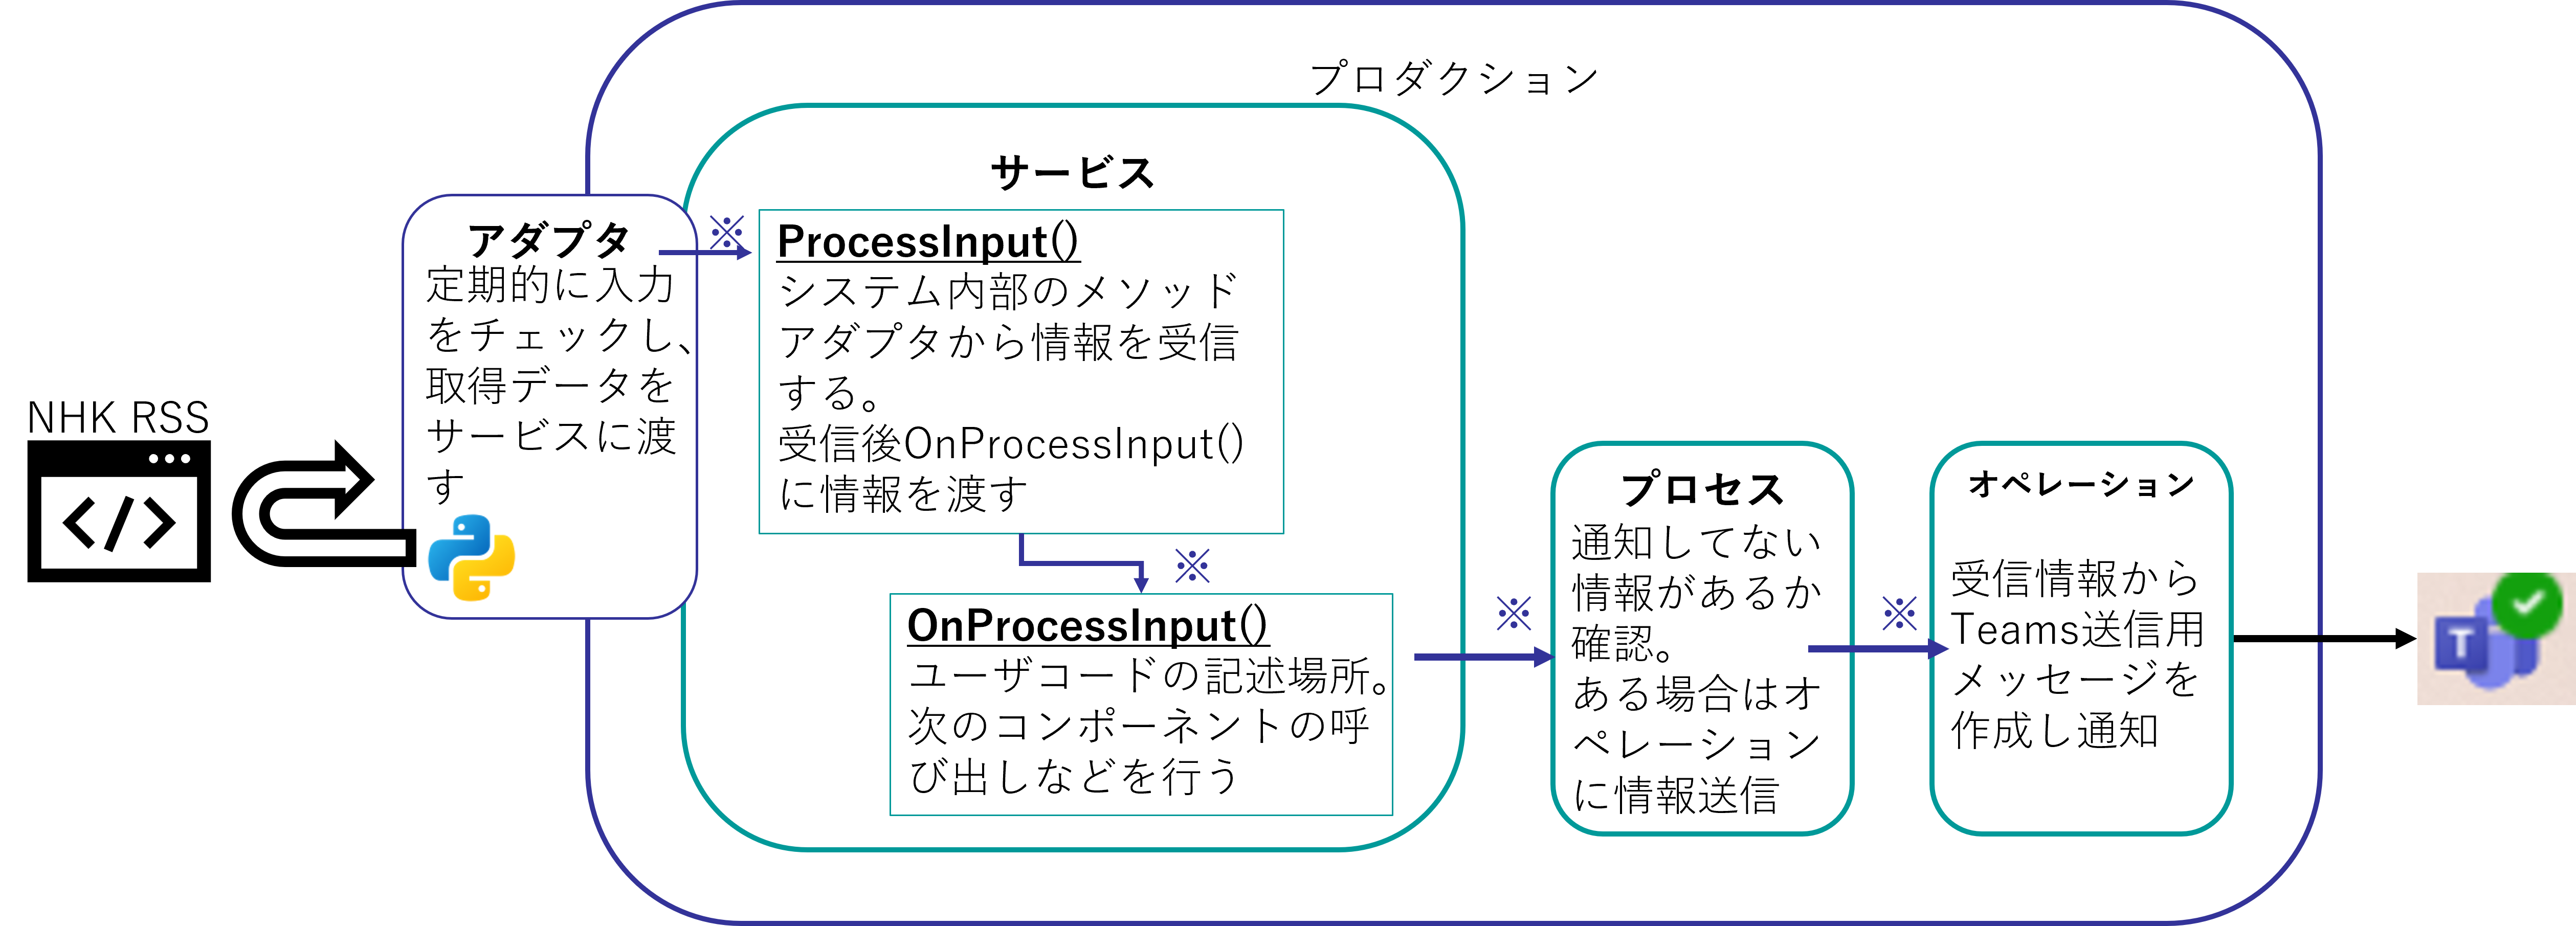 プロダクション
サービス
アダプタ
定期的に入力
をチェックし、
取得データを
サービスに渡
す
※
ProcessInput()
システム内部のメソッド
アダプタから情報を受信
する。
受信後OnProcessInput()
に情報を渡す
NHK RSS
※
OnProcessInput()
ユーザコードの記述場所。
次のコンポーネントの呼
び出しなどを行う
※
プロセス
通知してない
情報があるか
確認。
ある場合はオ
ペレーション
に情報送信
※
オペレーション
受信情報から
Teams送信用
メッセージを
作成し通知
T